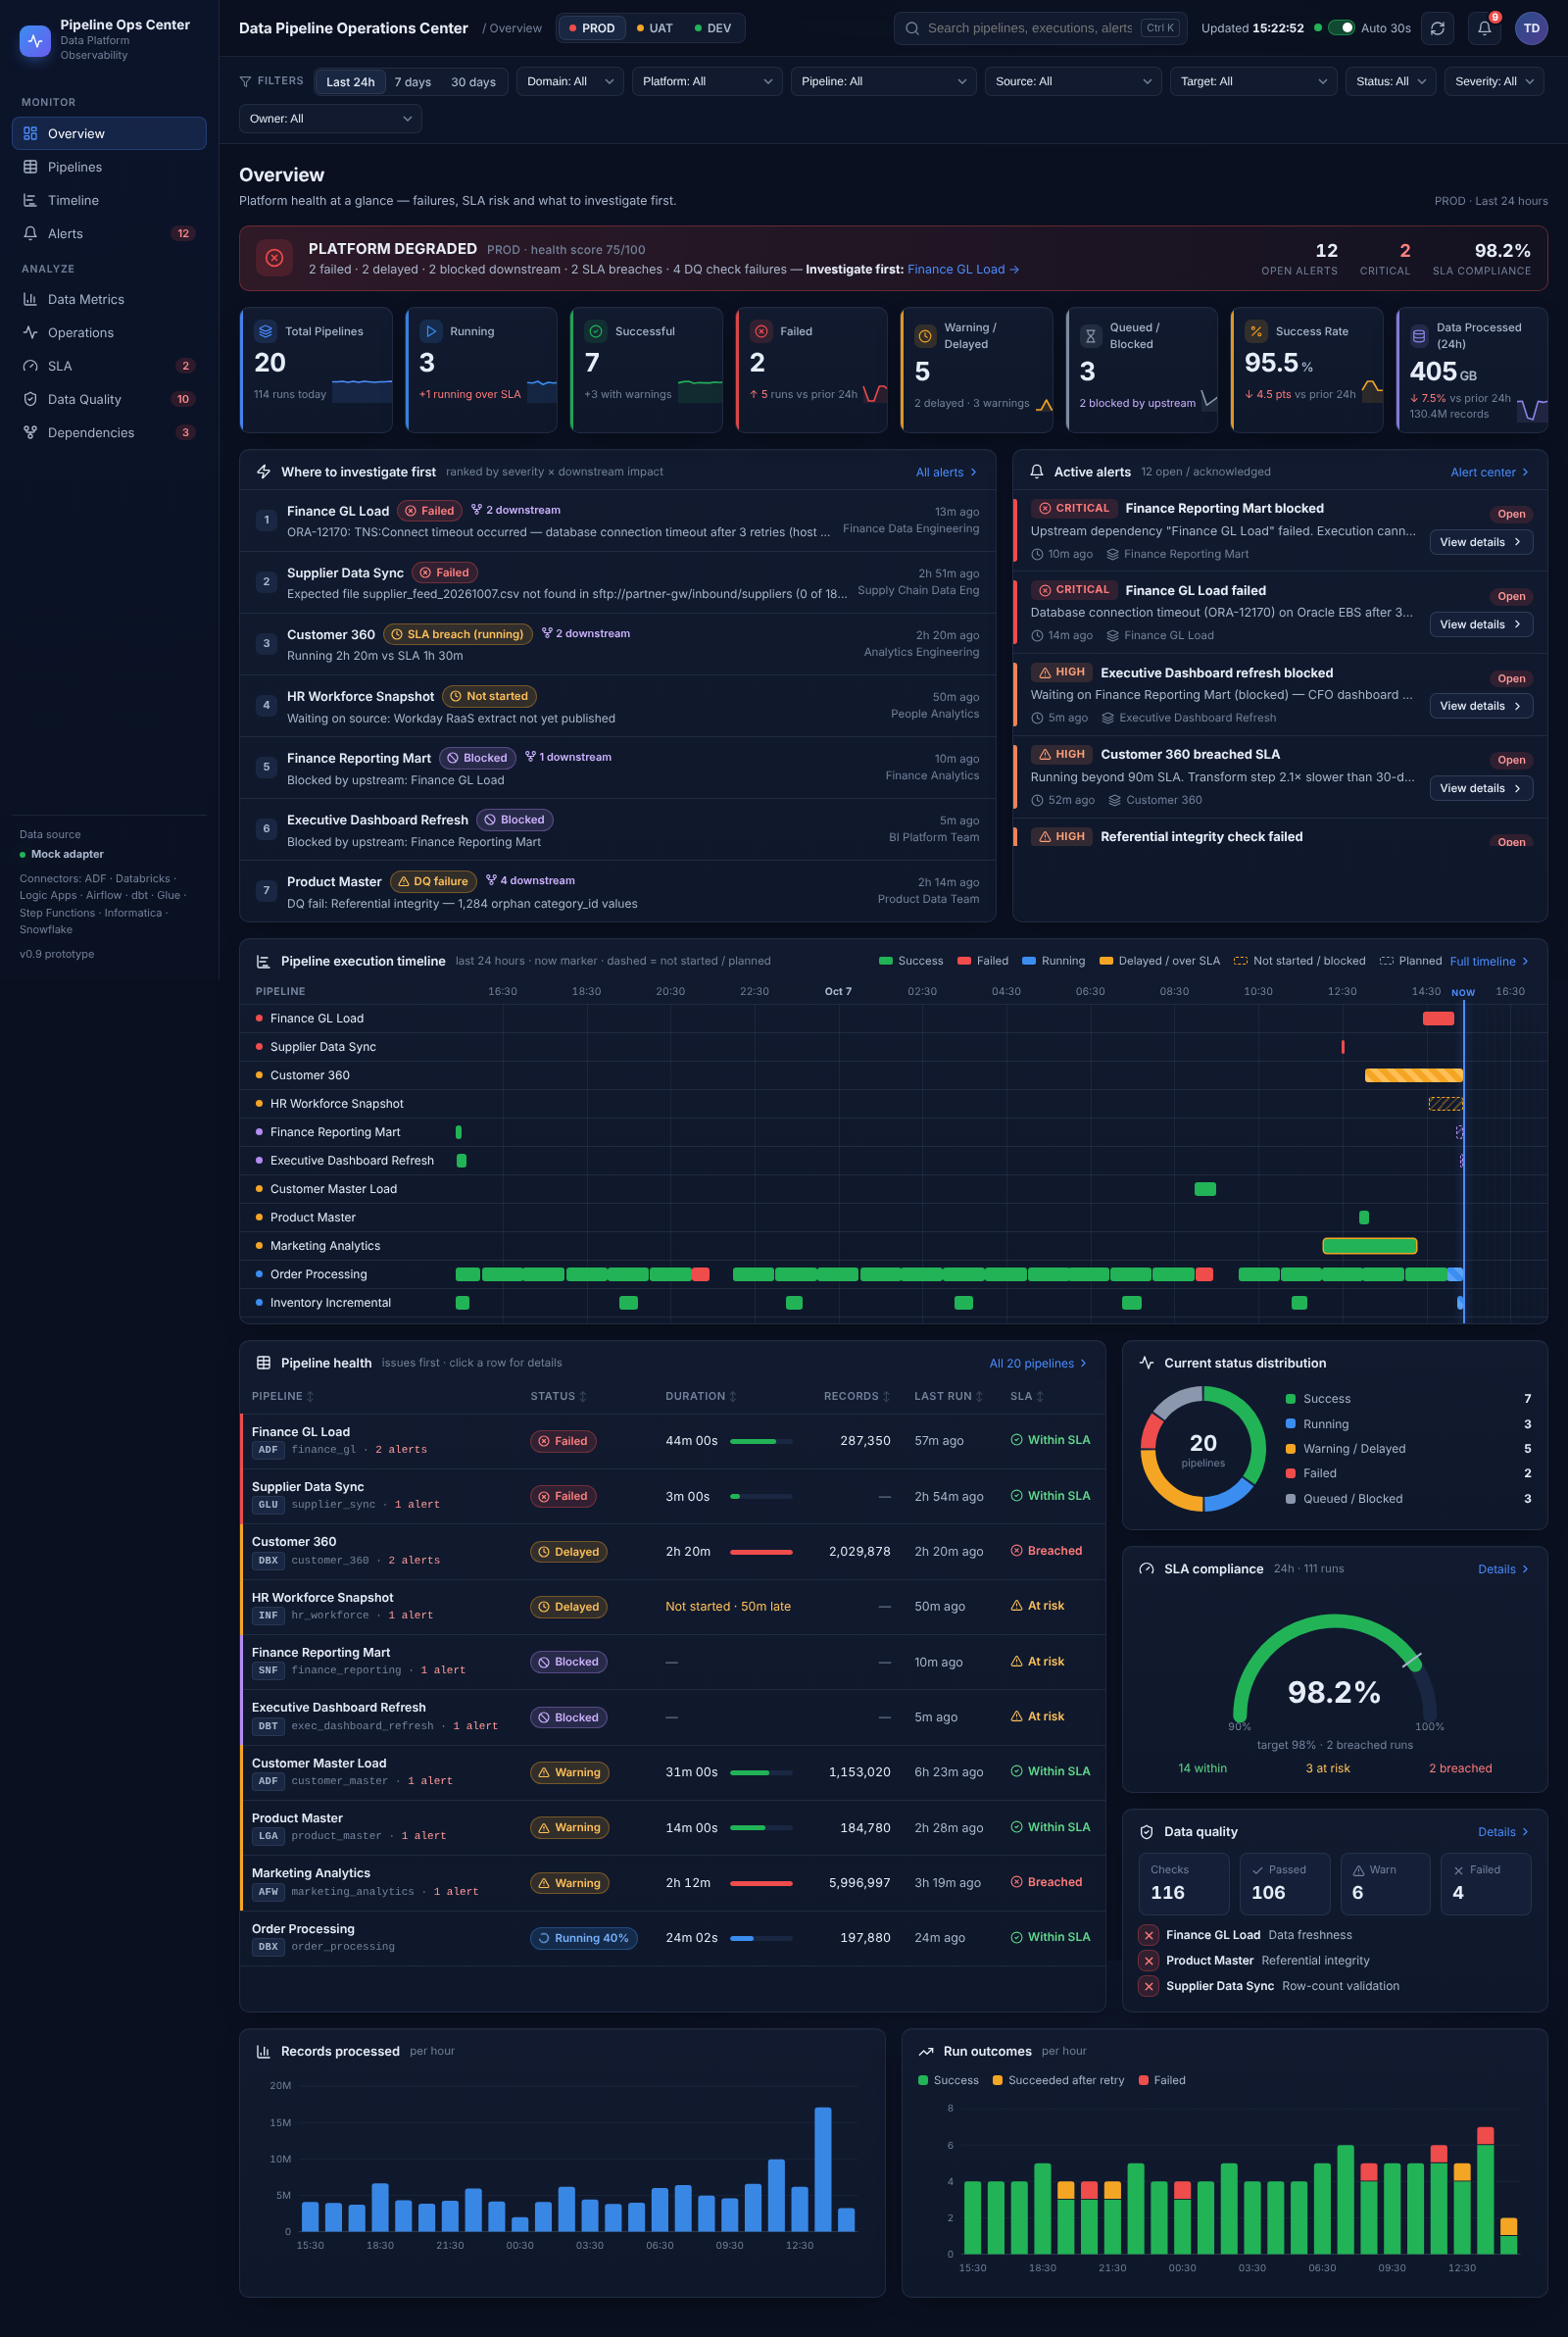 Pipeline Ops Center
Data Platform
Observability
MONITOR
Overview
Pipelines
Timeline
Alerts 12
ANALYZE
Data Metrics
Operations
SLA 2
Data Quality 10
Dependencies 3
Data source
Mock adapter
Connectors: ADF · Databricks ·
Logic Apps · Airflow · dbt · Glue ·
Step Functions · Informatica ·
Snowflake
v0.9 prototype
Data Pipeline Operations Center / Overview PROD UAT DEV Search pipelines, executions, alerts Ctrl K Updated 15:22:52 Auto 30s 9 TD
FILTERS Last 24h 7 days 30 days Domain: All Platform: All Pipeline: All Source: All Target: All Status: All Severity: All
Owner: All
Overview
Platform health at a glance — failures, SLA risk and what to investigate first. PROD · Last 24 hours
PLATFORM DEGRADED PROD · health score 75/100
2 failed · 2 delayed · 2 blocked downstream · 2 SLA breaches · 4 DQ check failures — Investigate first: Finance GL Load →
12 2 98.2%
OPEN ALERTS CRITICAL SLA COMPLIANCE
Total Pipelines
20
114 runs today
Running
3
+1 running over SLA
Successful
7
+3 with warnings
Failed
2
↑ 5 runs vs prior 24h
Warning /
Delayed
5
2 delayed · 3 warnings
Queued /
Blocked
3
2 blocked by upstream
Success Rate
95.5 %
↓ 4.5 pts vs prior 24h
Data Processed
(24h)
405 GB
↓ 7.5% vs prior 24h
130.4M records
Where to investigate first ranked by severity × downstream impact All alerts
1 Finance GL Load Failed 2 downstream 13m ago
ORA-12170: TNS:Connect timeout occurred — database connection timeout after 3 retries (host ... Finance Data Engineering
2 Supplier Data Sync Failed 2h 51m ago
Expected file supplier_feed_20261007.csv not found in sftp://partner-gw/inbound/suppliers (0 of 18... Supply Chain Data Eng
3 Customer 360 SLA breach (running) 2 downstream 2h 20m ago
Running 2h 20m vs SLA 1h 30m Analytics Engineering
4 HR Workforce Snapshot Not started 50m ago
Waiting on source: Workday RaaS extract not yet published People Analytics
5 Finance Reporting Mart Blocked 1 downstream 10m ago
Blocked by upstream: Finance GL Load Finance Analytics
6 Executive Dashboard Refresh Blocked 5m ago
Blocked by upstream: Finance Reporting Mart BI Platform Team
7 Product Master DQ failure 4 downstream 2h 14m ago
DQ fail: Referential integrity — 1,284 orphan category_id values Product Data Team
Active alerts 12 open / acknowledged Alert center
CRITICAL Finance Reporting Mart blocked Open
Upstream dependency "Finance GL Load" failed. Execution cann... View details
10m ago Finance Reporting Mart
CRITICAL Finance GL Load failed Open
Database connection timeout (ORA-12170) on Oracle EBS after 3... View details
14m ago Finance GL Load
HIGH Executive Dashboard refresh blocked Open
Waiting on Finance Reporting Mart (blocked) — CFO dashboard ... View details
5m ago Executive Dashboard Refresh
HIGH Customer 360 breached SLA Open
Running beyond 90m SLA. Transform step 2.1× slower than 30-d... View details
52m ago Customer 360
HIGH Referential integrity check failed Open
Pipeline execution timeline last 24 hours · now marker · dashed = not started / planned Success Failed Running Delayed / over SLA Not started / blocked Planned Full timeline
PIPELINE 16:30 18:30 20:30 22:30 Oct 7 02:30 04:30 06:30 08:30 10:30 12:30 14:30 NOW 16:30
Finance GL Load
Supplier Data Sync
Customer 360
HR Workforce Snapshot
Finance Reporting Mart
Executive Dashboard Refresh
Customer Master Load
Product Master
Marketing Analytics
Order Processing
Inventory Incremental
Pipeline health issues first · click a row for details All 20 pipelines
PIPELINE STATUS DURATION RECORDS LAST RUN SLA
Finance GL Load
ADF finance_gl · 2 alerts Failed 44m 00s 287,350 57m ago Within SLA
Supplier Data Sync
GLU supplier_sync · 1 alert Failed 3m 00s — 2h 54m ago Within SLA
Customer 360
DBX customer_360 · 2 alerts Delayed 2h 20m 2,029,878 2h 20m ago Breached
HR Workforce Snapshot
INF hr_workforce · 1 alert Delayed Not started · 50m late — 50m ago At risk
Finance Reporting Mart
SNF finance_reporting · 1 alert Blocked — — 10m ago At risk
Executive Dashboard Refresh
DBT exec_dashboard_refresh · 1 alert Blocked — — 5m ago At risk
Customer Master Load
ADF customer_master · 1 alert Warning 31m 00s 1,153,020 6h 23m ago Within SLA
Product Master
LGA product_master · 1 alert Warning 14m 00s 184,780 2h 28m ago Within SLA
Marketing Analytics
AFW marketing_analytics · 1 alert Warning 2h 12m 5,996,997 3h 19m ago Breached
Order Processing
DBX order_processing Running 40% 24m 02s 197,880 24m ago Within SLA
Current status distribution
20
pipelines
Success 7
Running 3
Warning / Delayed 5
Failed 2
Queued / Blocked 3
SLA compliance 24h · 111 runs Details
98.2%
90% 100%
target 98% · 2 breached runs
14 within 3 at risk 2 breached
Data quality Details
Checks Passed Warn Failed
116 106 6 4
Finance GL Load Data freshness
Product Master Referential integrity
Supplier Data Sync Row-count validation
Records processed per hour
20M
15M
10M
5M
0
15:30 18:30 21:30 00:30 03:30 06:30 09:30 12:30
Run outcomes per hour
Success Succeeded after retry Failed
8
6
4
2
0
15:30 18:30 21:30 00:30 03:30 06:30 09:30 12:30